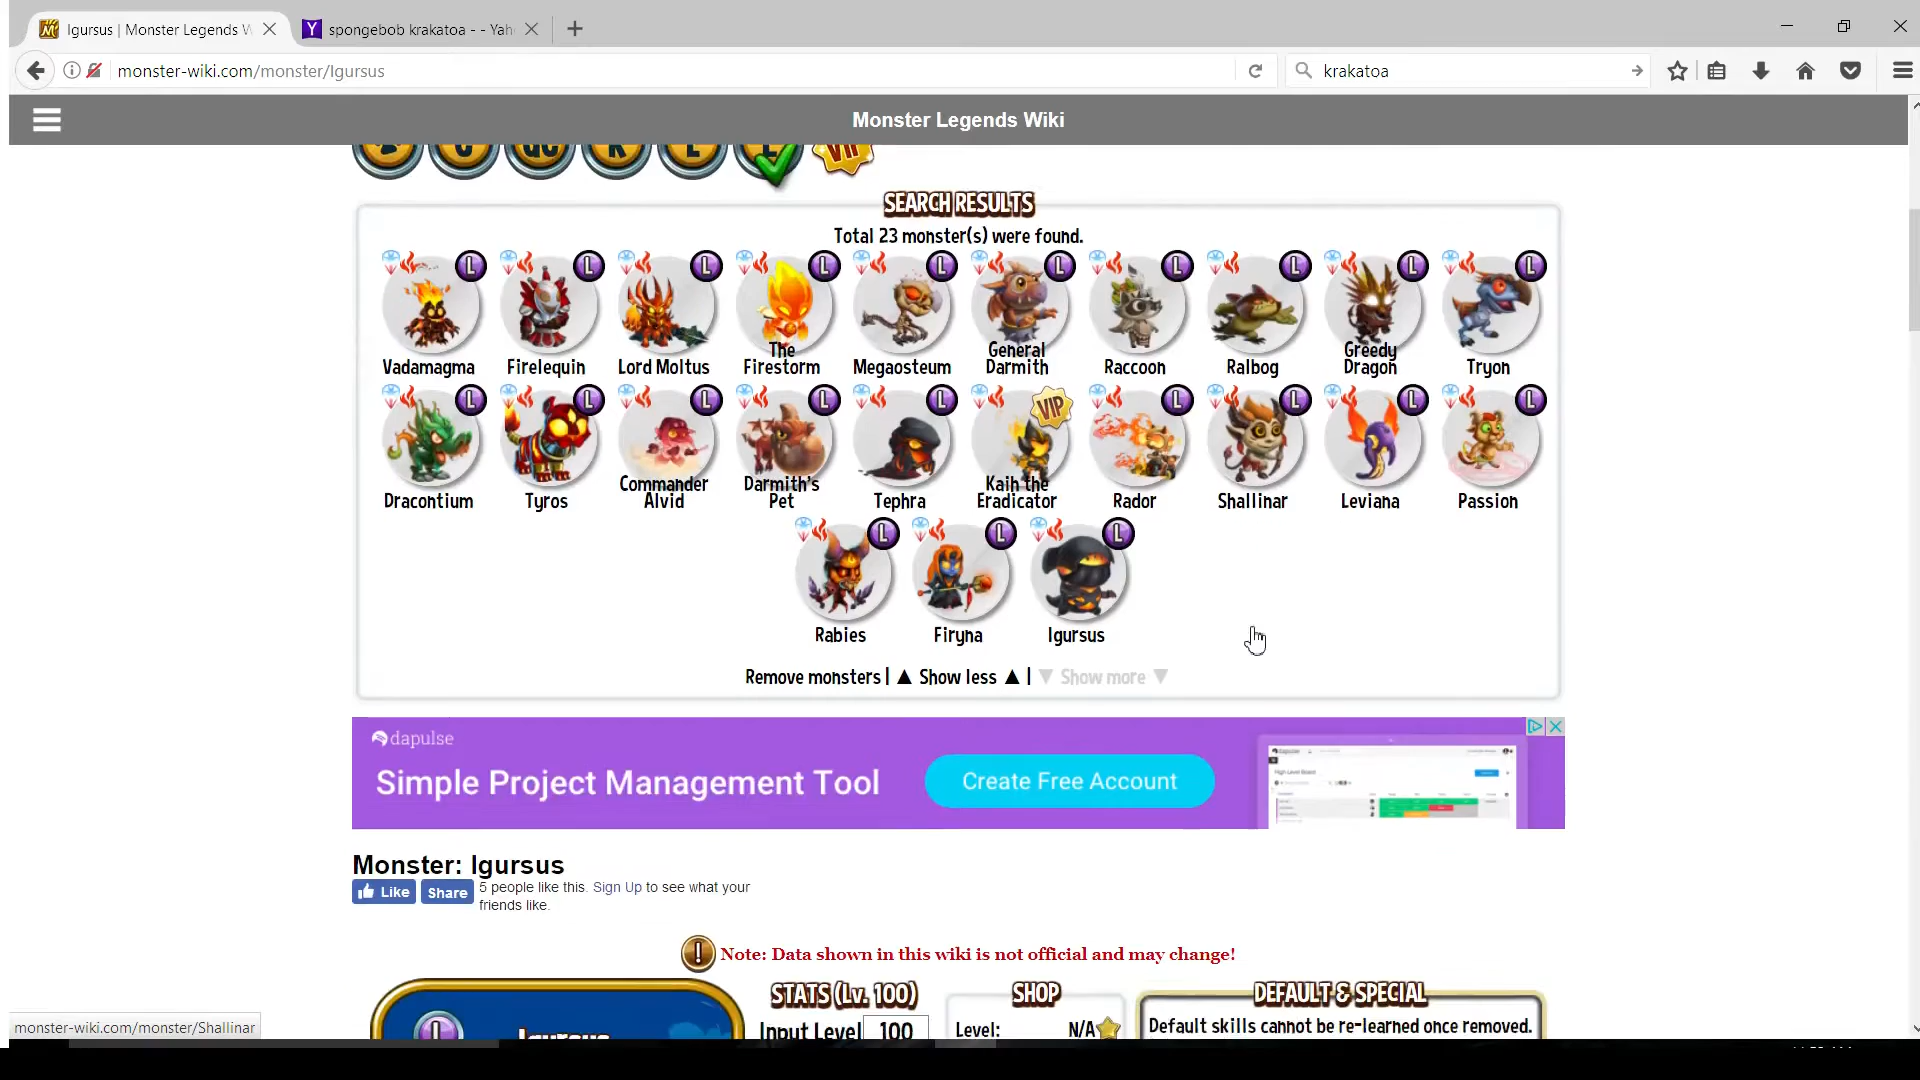 Igursus | Monster Legends W
spongebob krakatoa - - Yah
monster-wiki.com/monster/Igursus
krakatoa
Monster Legends Wiki
VIP
SEARCH RESULTS
Total 23 monster(s) were found.
L L L L L L L L L L
Vadamagma Firelequin Lord Moltus The Firestorm Megaosteum General Darmith Raccoon Ralbog Greedy Dragon Tryon
L L L L L VIP L L L L
Dracontium Tyros Commander Alvid Darmith's Pet Tephra Kaih the Eradicator Rador Shallinar Leviana Passion
L L L
Rabies Firyna Igursus
Remove monsters | ▲ Show less ▲ | ▼ Show more ▼
dapulse
Simple Project Management Tool
Create Free Account
Monster: Igursus
Like Share 5 people like this. Sign Up to see what your
friends like.
Note: Data shown in this wiki is not official and may change!
STATS (Lv. 100)
SHOP
DEFAULT & SPECIAL
Igursus
Input Level 100
Level: N/A
Default skills cannot be re-learned once removed.
monster-wiki.com/monster/Shallinar